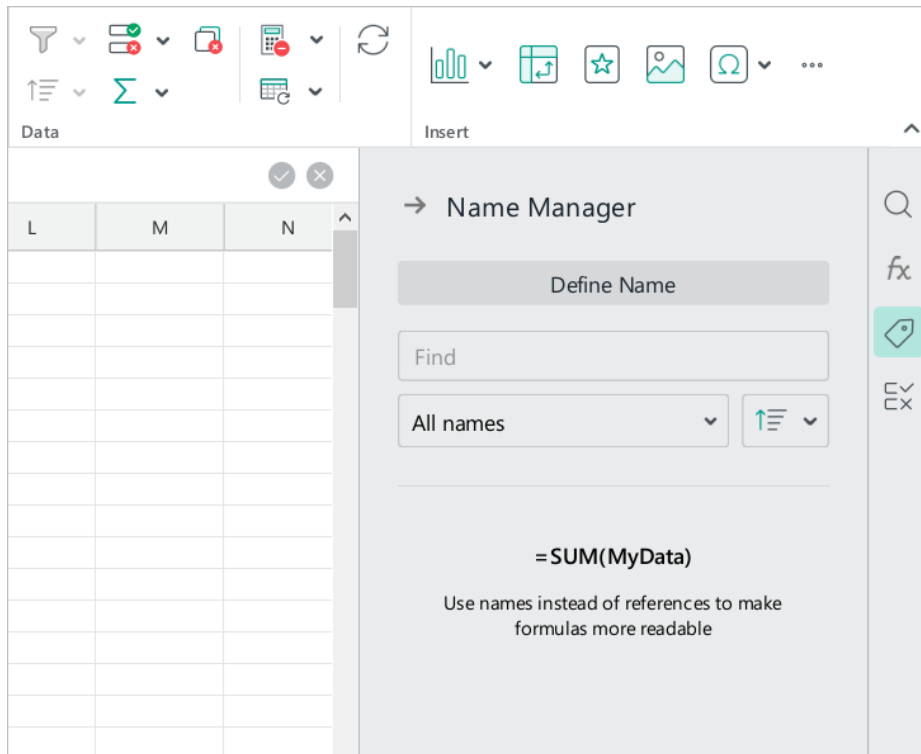 Data
Insert
L M N
Name Manager
Define Name
Find
All names
=SUM(MyData)
Use names instead of references to make
formulas more readable
fx